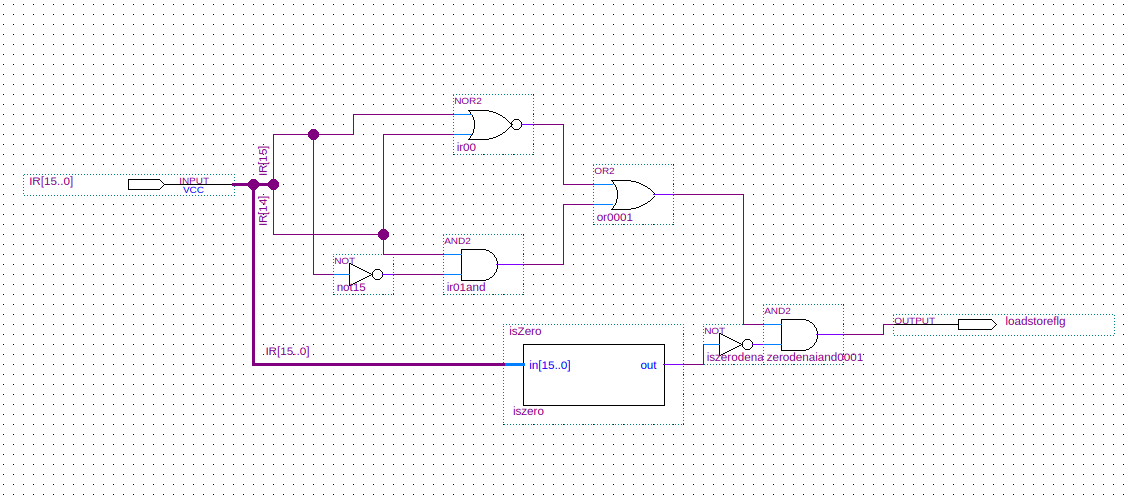 NOR2
ir00
IR[15]
IR[15..0]
INPUT
VCC
IR[14]
OR2
or0001
AND2
ir01and
NOT
not15
isZero
IR[15..0]
in[15..0]
out
iszero
NOT
iszerodena
AND2
zerodenaiand0001
OUTPUT
loadstoreflg